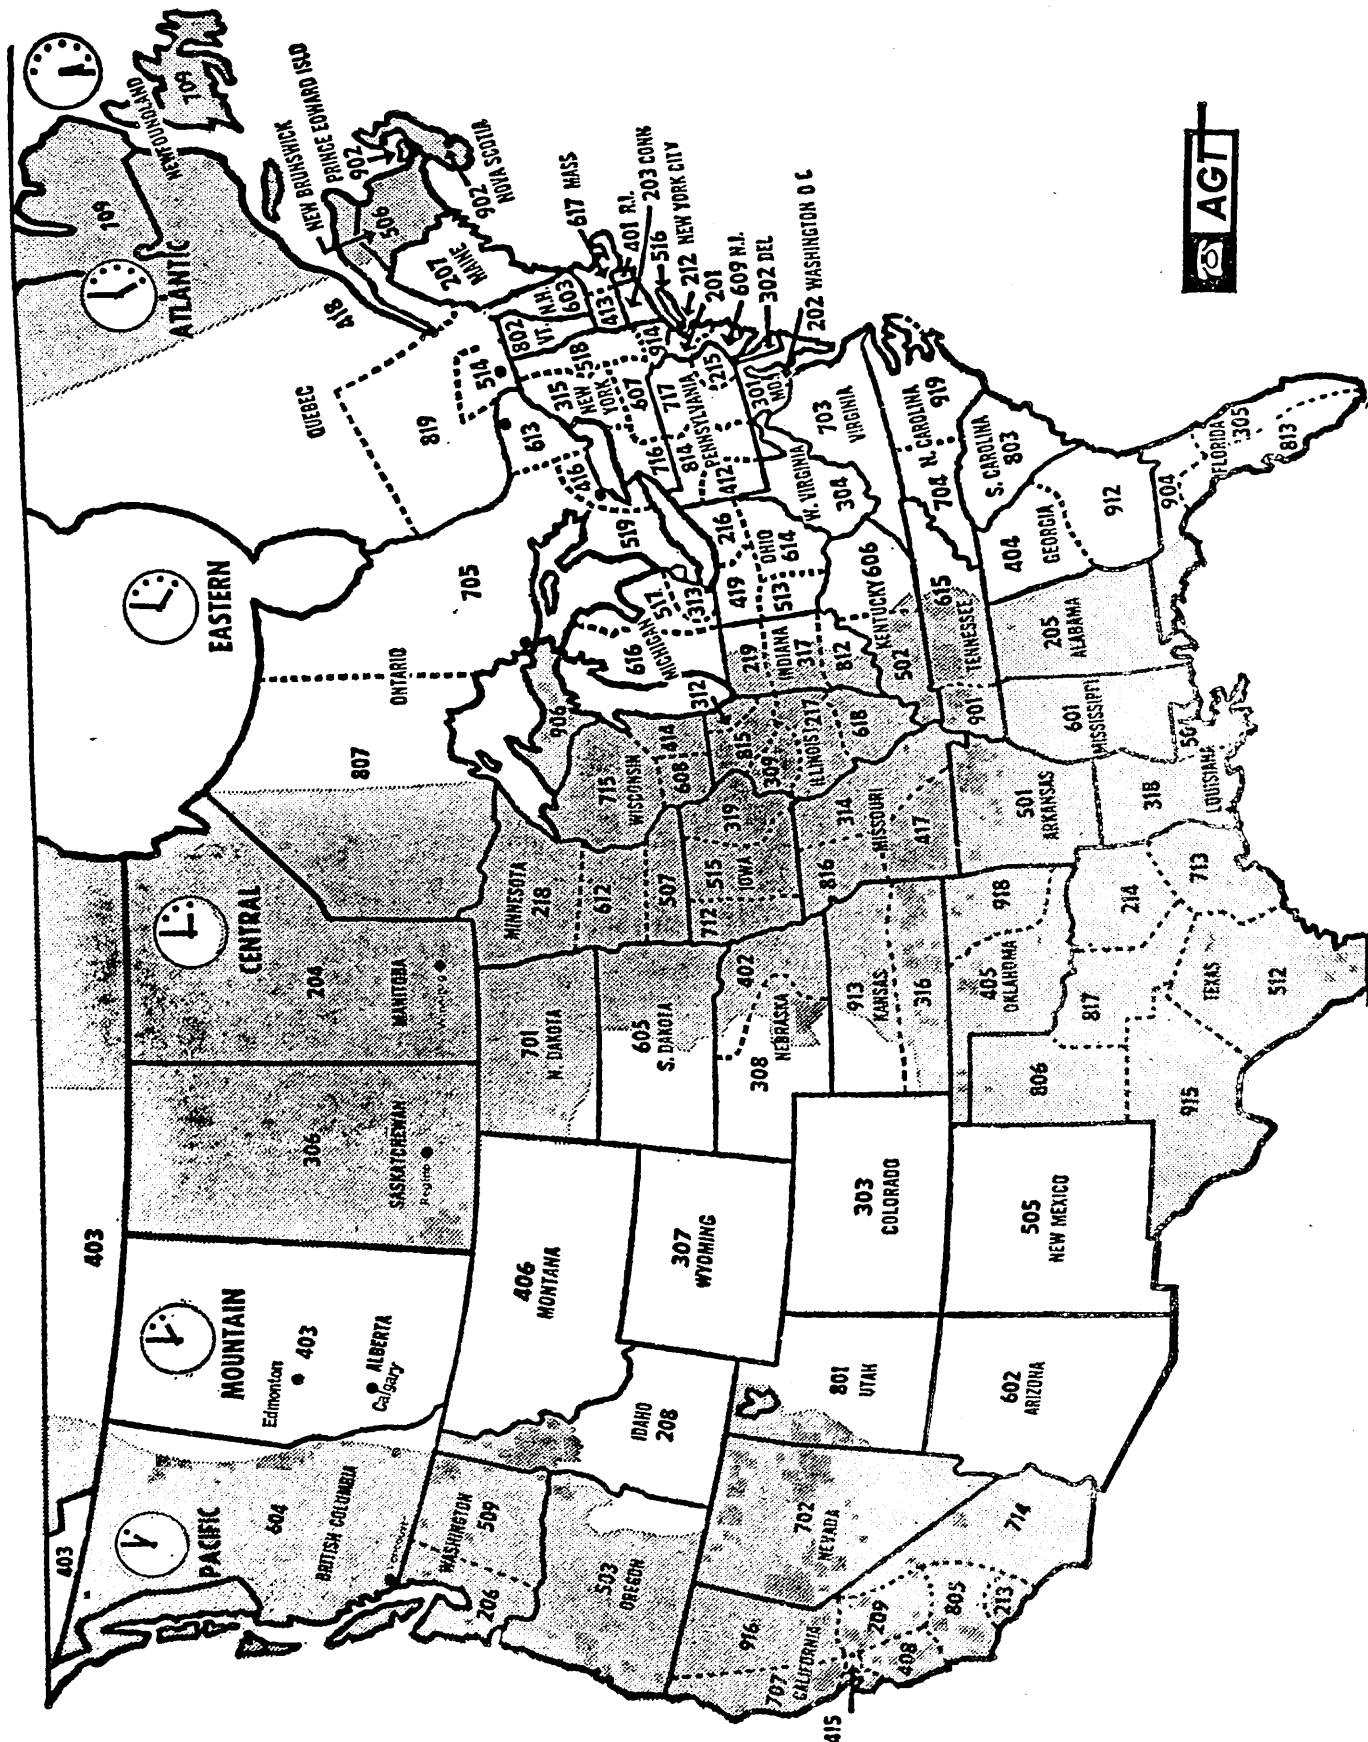 403
403
604
BRITISH COLUMBIA
PACIFIC
MOUNTAIN
Edmonton
403
ALBERTA
Calgary
306
SASKATCHEWAN
Regina
CENTRAL
204
MANITOBA
Winnipeg
EASTERN
807
ONTARIO
705
519
416
613
QUEBEC
819
514
418
ATLANTIC
709
NEWFOUNDLAND
709
NEW BRUNSWICK
506
PRINCE EDWARD ISLD
902
902
NOVA SCOTIA
WASHINGTON
206
509
503
OREGON
IDAHO
208
406
MONTANA
307
WYOMING
701
N. DAKOTA
605
S. DAKOTA
308
402
NEBRASKA
MINNESOTA
218
612
507
712
515
319
IOWA
715
WISCONSIN
608
414
906
616
MICHIGAN
517
313
312
815
309
ILLINOIS 217
618
219
INDIANA
317
812
419
216
OHIO
513
614
KENTUCKY
502
606
W. VIRGINIA
304
412
814
PENNSYLVANIA
717
215
716
315
NEW
YORK
518
607
914
802
VT.
N.H.
603
MAINE
207
413
617 MASS
401 R.I.
203 CONN
516
212 NEW YORK CITY
201
609 N.J.
302 DEL
202 WASHINGTON D C
301
MD.
703
VIRGINIA
704
N. CAROLINA
919
S. CAROLINA
803
404
GEORGIA
912
904
FLORIDA
305
813
205
ALABAMA
601
MISSISSIPPI
901
TENNESSEE
615
816
314
MISSOURI
417
913
KANSAS
316
501
ARKANSAS
318
LOUISIANA
405
OKLAHOMA
918
806
817
214
713
TEXAS
512
915
303
COLORADO
505
NEW MEXICO
801
UTAH
602
ARIZONA
702
NEVADA
916
707
CALIFORNIA
415
209
408
805
213
714
AGT